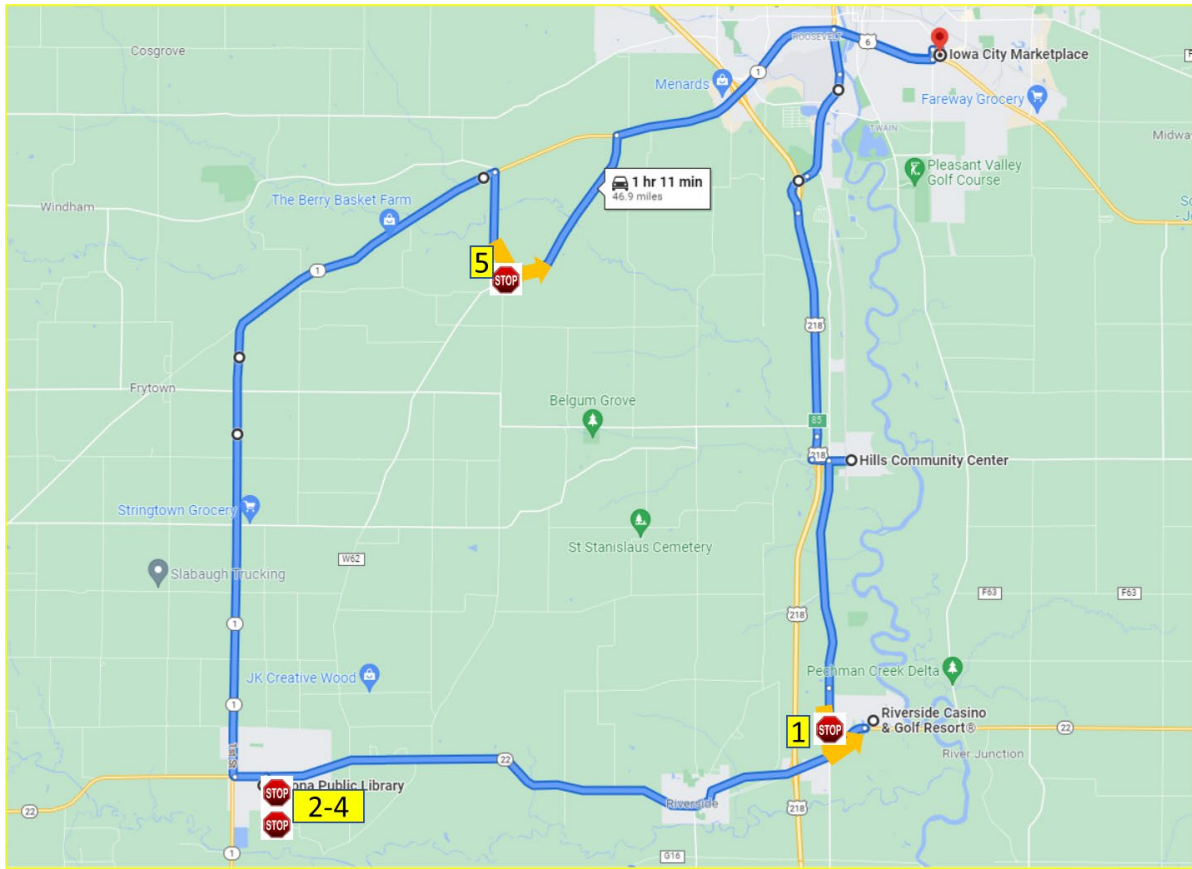 Cosgrove
ROOSEVELT
6
Iowa City Marketplace
1
Menards
Fareway Grocery
TWAIN
Midway
Pleasant Valley
Golf Course
1 hr 11 min
46.9 miles
The Berry Basket Farm
Windham
5
STOP
1
218
Frytown
Belgum Grove
85
218
Hills Community Center
Stringtown Grocery
St Stanislaus Cemetery
W62
Slabaugh Trucking
F63
F63
1
218
Pechman Creek Delta
JK Creative Wood
1
1
STOP
Riverside Casino
& Golf Resort®
22
River Junction
1st St
22
Public Library
STOP
2-4
STOP
Riverside
218
22
1
G16